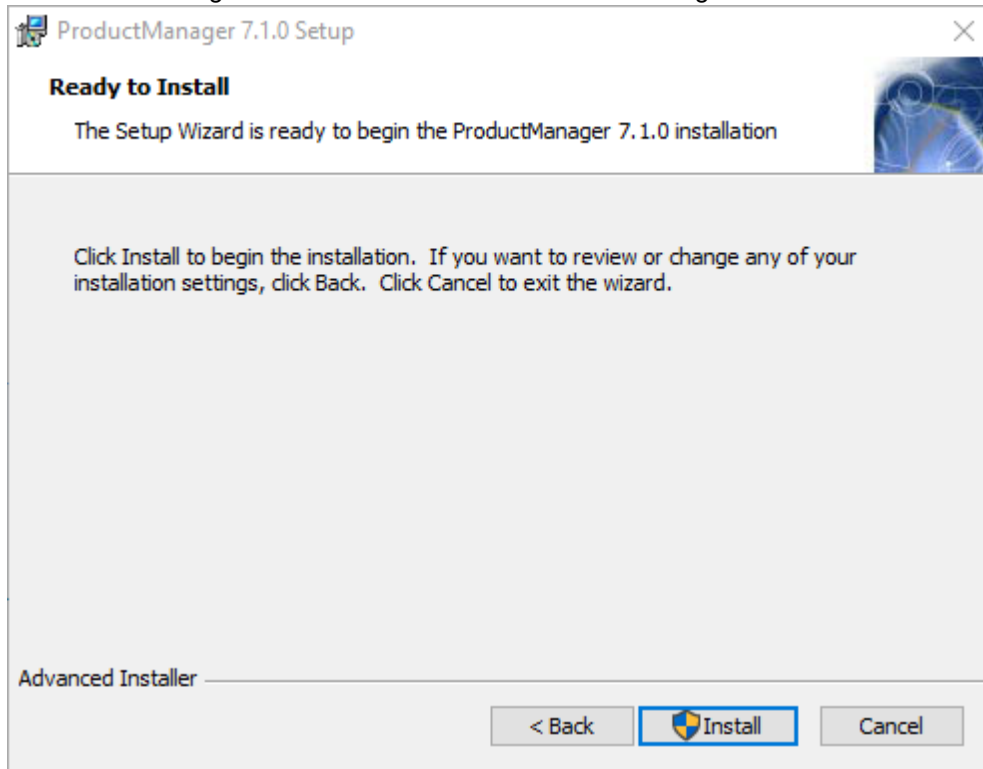 ProductManager 7.1.0 Setup
Ready to Install
The Setup Wizard is ready to begin the ProductManager 7.1.0 installation
Click Install to begin the installation. If you want to review or change any of your
installation settings, click Back. Click Cancel to exit the wizard.
Advanced Installer
< Back
Install
Cancel